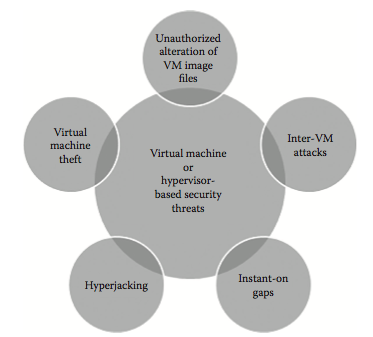 Unauthorized
alteration of
VM image
files
Virtual
machine
theft
Virtual machine
or
hypervisor-
based security
threats
Inter-VM
attacks
Hyperjacking
Instant-on
gaps